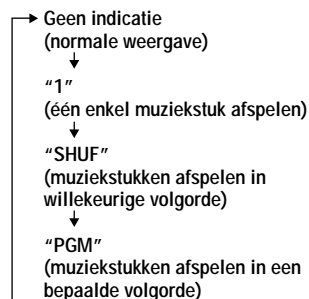 Geen indicatie
(normale weergave)
“1”
(één enkel muziekstuk afspelen)
“SHUF”
(muziekstukken afspelen in
willekeurige volgorde)
“PGM”
(muziekstukken afspelen in een
bepaalde volgorde)